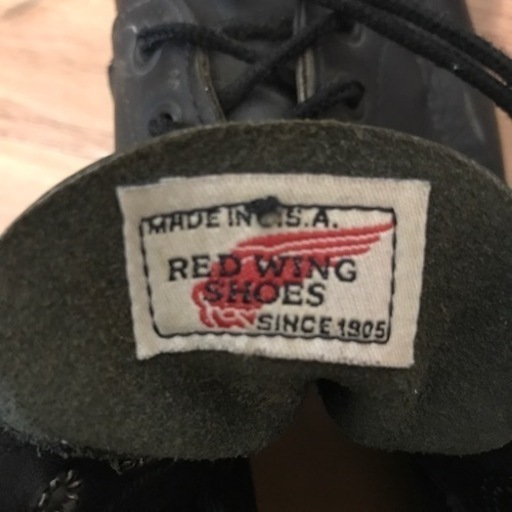 MADE IN U.S.A.
RED WING
SHOES
SINCE 1905